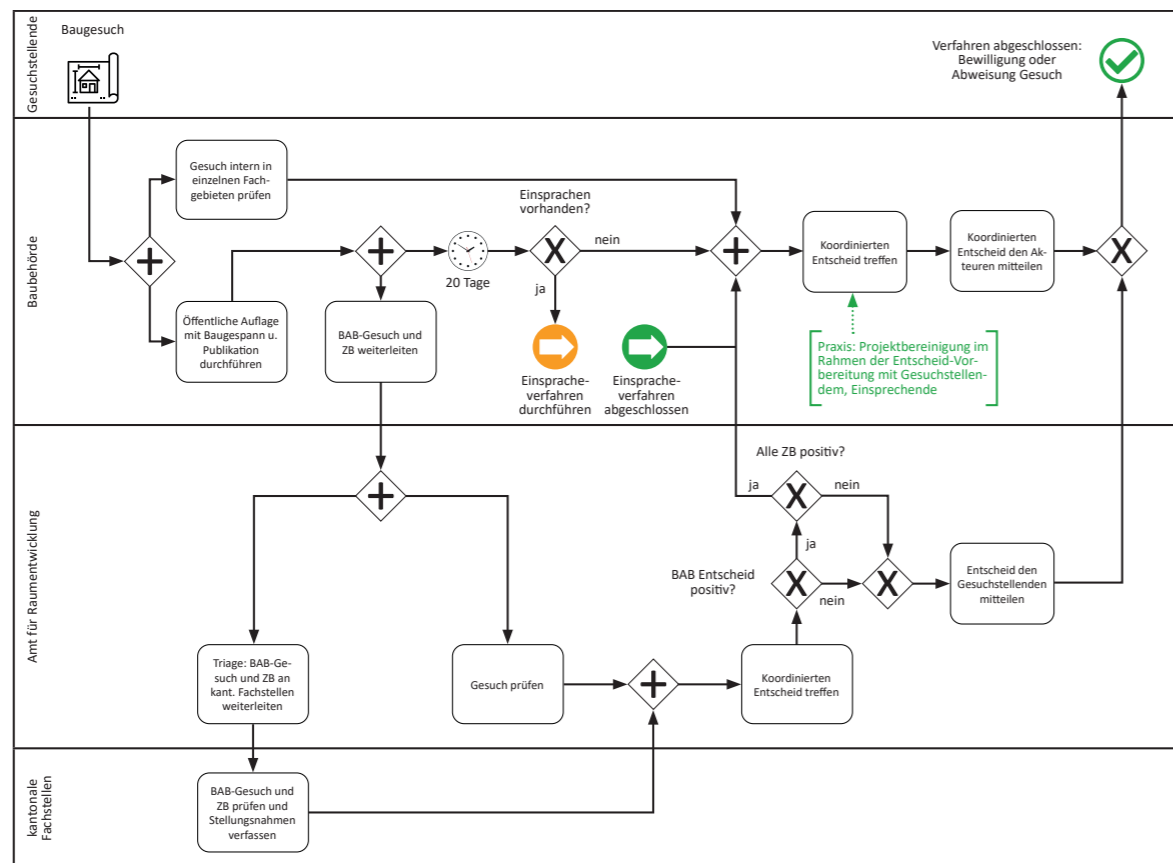 Gesuchstellende
Baugesuch
Verfahren abgeschlossen:
Bewilligung oder
Abweisung Gesuch
Baubehörde
Gesuch intern in
einzelnen Fach-
gebieten prüfen
Öffentliche Auflage
mit Baugespann u.
Publikation
durchführen
BAB-Gesuch und
ZB weiterleiten
20 Tage
Einsprachen
vorhanden?
X
nein
ja
Einsprache-
verfahren
durchführen
Einsprache-
verfahren
abgeschlossen
Koordinierten
Entscheid treffen
Koordinierten
Entscheid den Ak-
teuren mitteilen
X
Praxis: Projektbereinigung im
Rahmen der Entscheid-Vor-
bereitung mit Gesuchstellen-
dem, Einsprechende
Amt für Raumentwicklung
Alle ZB positiv?
ja
X
nein
ja
BAB Entscheid
positiv?
X
nein
X
Entscheid den
Gesuchstellenden
mitteilen
Triage: BAB-Ge-
such und ZB an
kant. Fachstellen
weiterleiten
Gesuch prüfen
Koordinierten
Entscheid treffen
kantonale
Fachstellen
BAB-Gesuch und
ZB prüfen und
Stellungsnahmen
verfassen